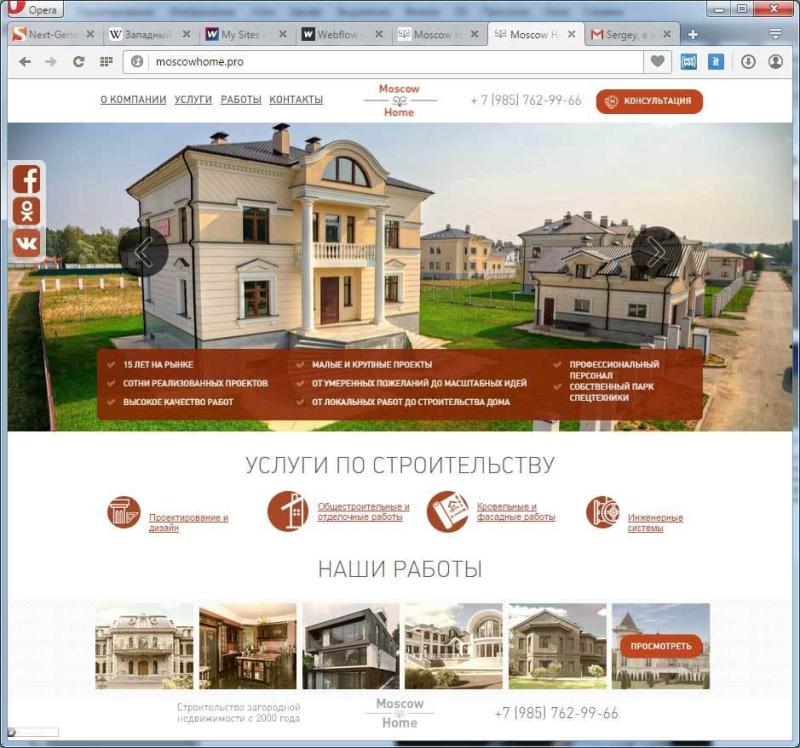 Opera
Next-Gene
Западный
My Sites -
Webflow -
Moscow H
Moscow H
Sergey, a w
moscowhome.pro
О КОМПАНИИ УСЛУГИ РАБОТЫ КОНТАКТЫ
Moscow
Home
+ 7 (985) 762-99-66
КОНСУЛЬТАЦИЯ
15 ЛЕТ НА РЫНКЕ
СОТНИ РЕАЛИЗОВАННЫХ ПРОЕКТОВ
ВЫСОКОЕ КАЧЕСТВО РАБОТ
МАЛЫЕ И КРУПНЫЕ ПРОЕКТЫ
ОТ УМЕРЕННЫХ ПОЖЕЛАНИЙ ДО МАСШТАБНЫХ ИДЕЙ
ОТ ЛОКАЛЬНЫХ РАБОТ ДО СТРОИТЕЛЬСТВА ДОМА
ПРОФЕССИОНАЛЬНЫЙ
ПЕРСОНАЛ
СОБСТВЕННЫЙ ПАРК
СПЕЦТЕХНИКИ
УСЛУГИ ПО СТРОИТЕЛЬСТВУ
Проектирование и
дизайн
Общестроительные и
отделочные работы
Кровельные и
фасадные работы
Инженерные
системы
НАШИ РАБОТЫ
ПРОСМОТРЕТЬ
Строительство загородной
недвижимости с 2000 года
Moscow
Home
+7 (985) 762-99-66